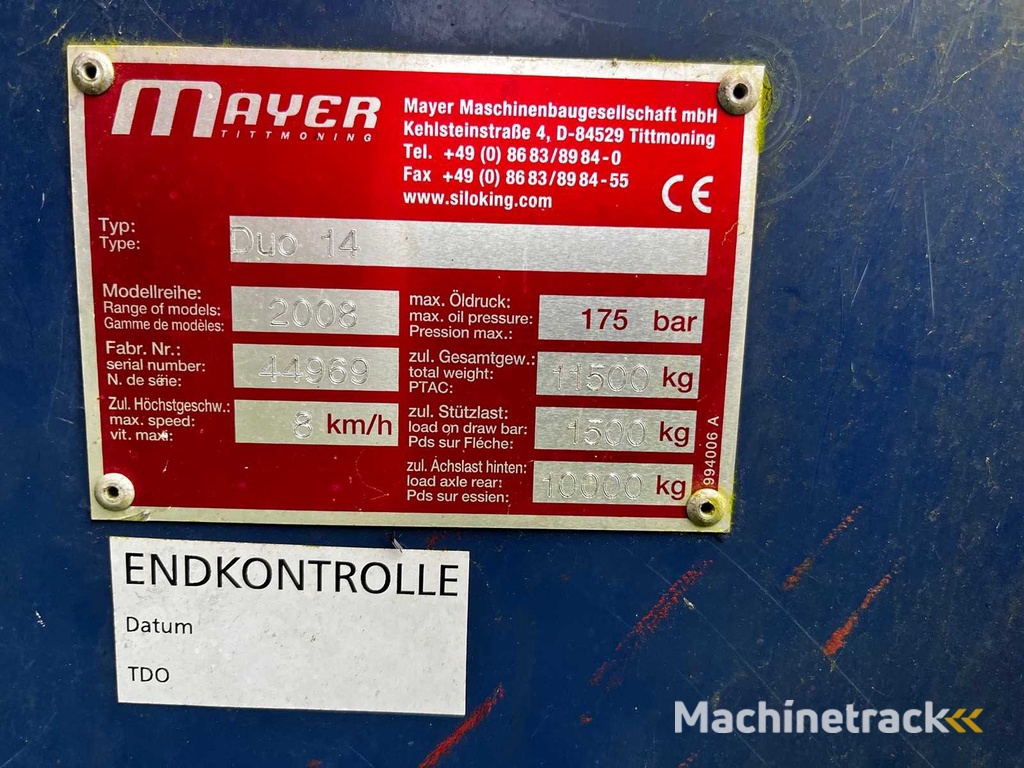 MAYER
TITTMONING
Mayer Maschinenbaugesellschaft mbH
Kehlsteinstraße 4, D-84529 Tittmoning
Tel. +49 (0) 86 83/89 84-0
Fax +49 (0) 86 83/89 84-55
www.siloking.com
CE
Typ:
Type:
Duo 14
Modellreihe:
Range of models:
Gamme de modèles:
2008
Fabr. Nr.:
serial number:
N. de série:
44969
Zul. Höchstgeschw.:
max. speed:
vit. maxi:
8 km/h
max. Öldruck:
max. oil pressure:
Pression max.:
175 bar
zul. Gesamtgew.:
total weight:
PTAC:
11500 kg
zul. Stützlast:
load on draw bar:
Pds sur Fléche:
1500 kg
zul. Achslast hinten:
load axle rear:
Pds sur essien:
10000 kg
994006 A
ENDKONTROLLE
Datum
TDO
Machinetrack